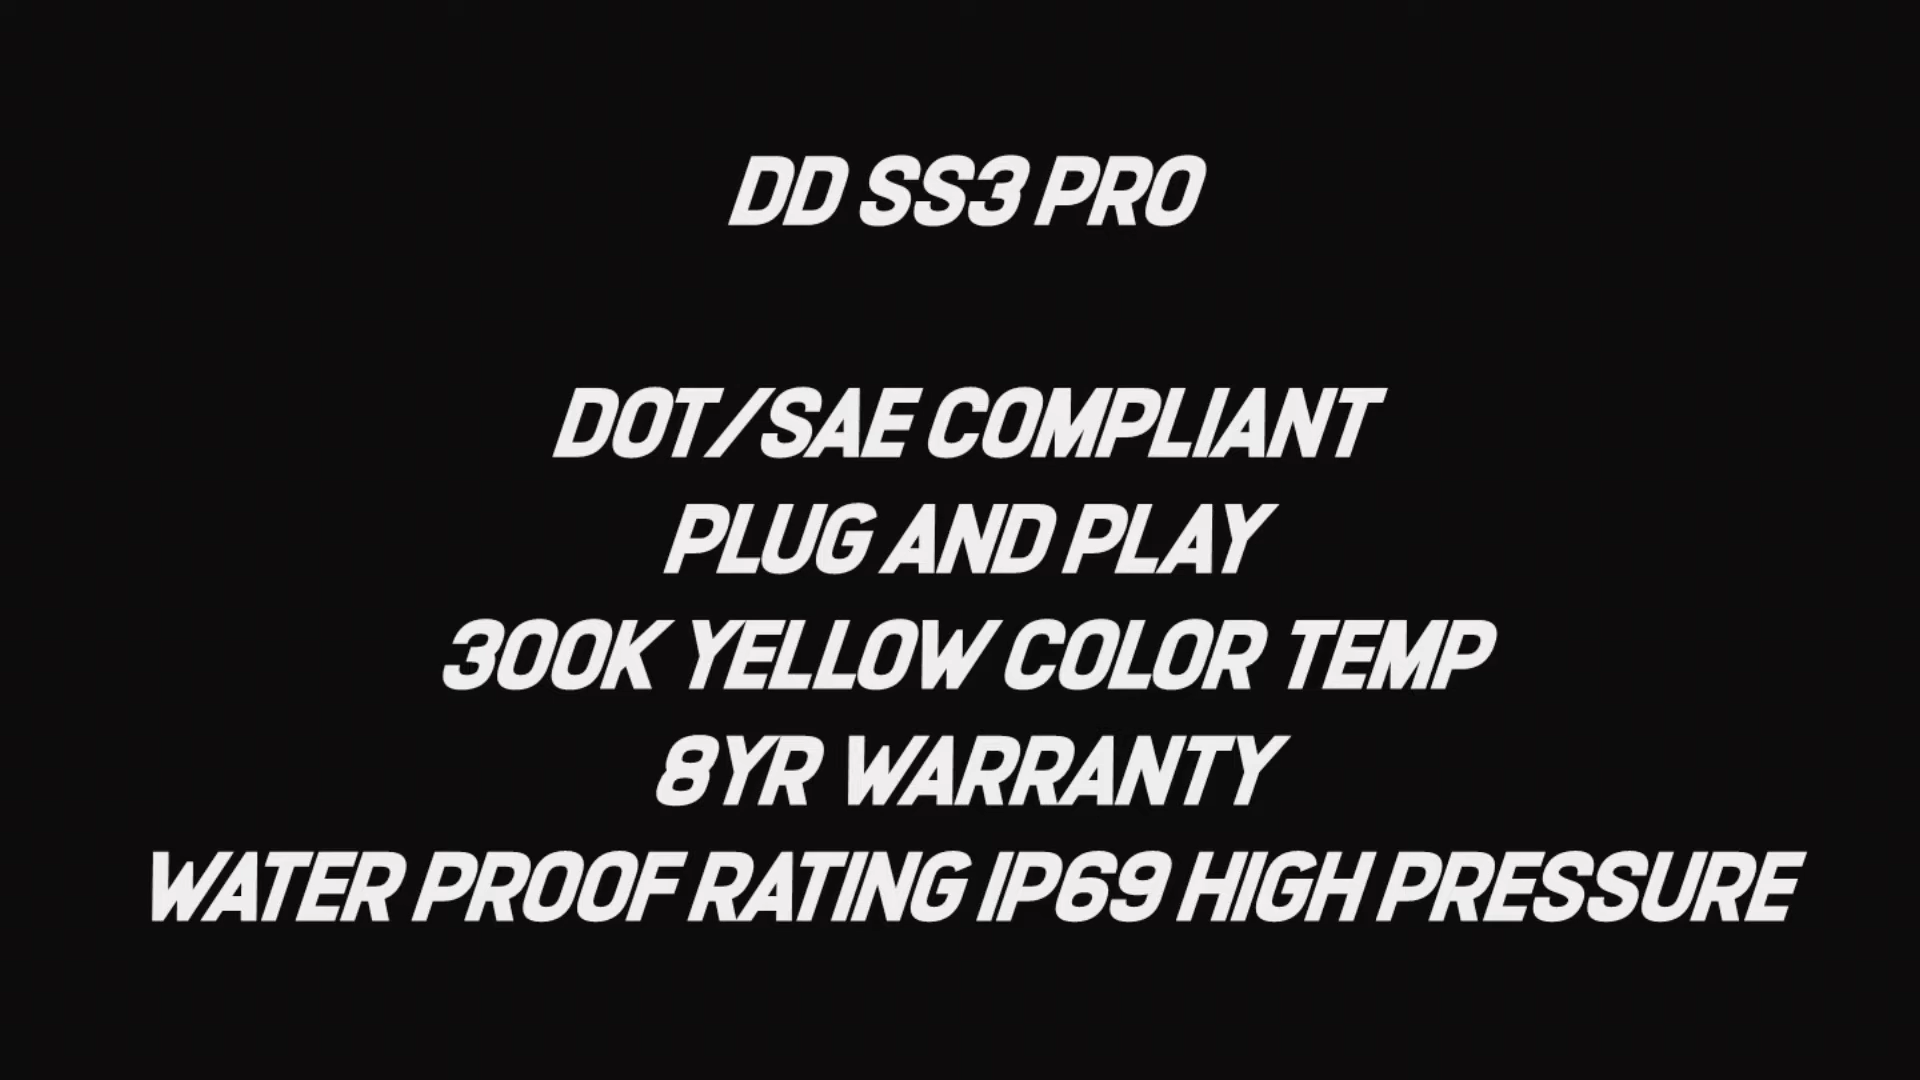 DD SS3 PRO
DOT/SAE COMPLIANT
PLUG AND PLAY
300K YELLOW COLOR TEMP
8YR WARRANTY
WATER PROOF RATING IP69 HIGH PRESSURE